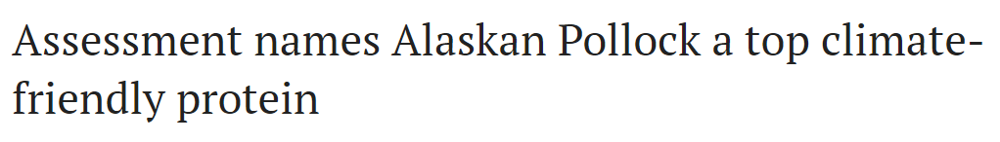 Assessment names Alaskan Pollock a top climate-
friendly protein